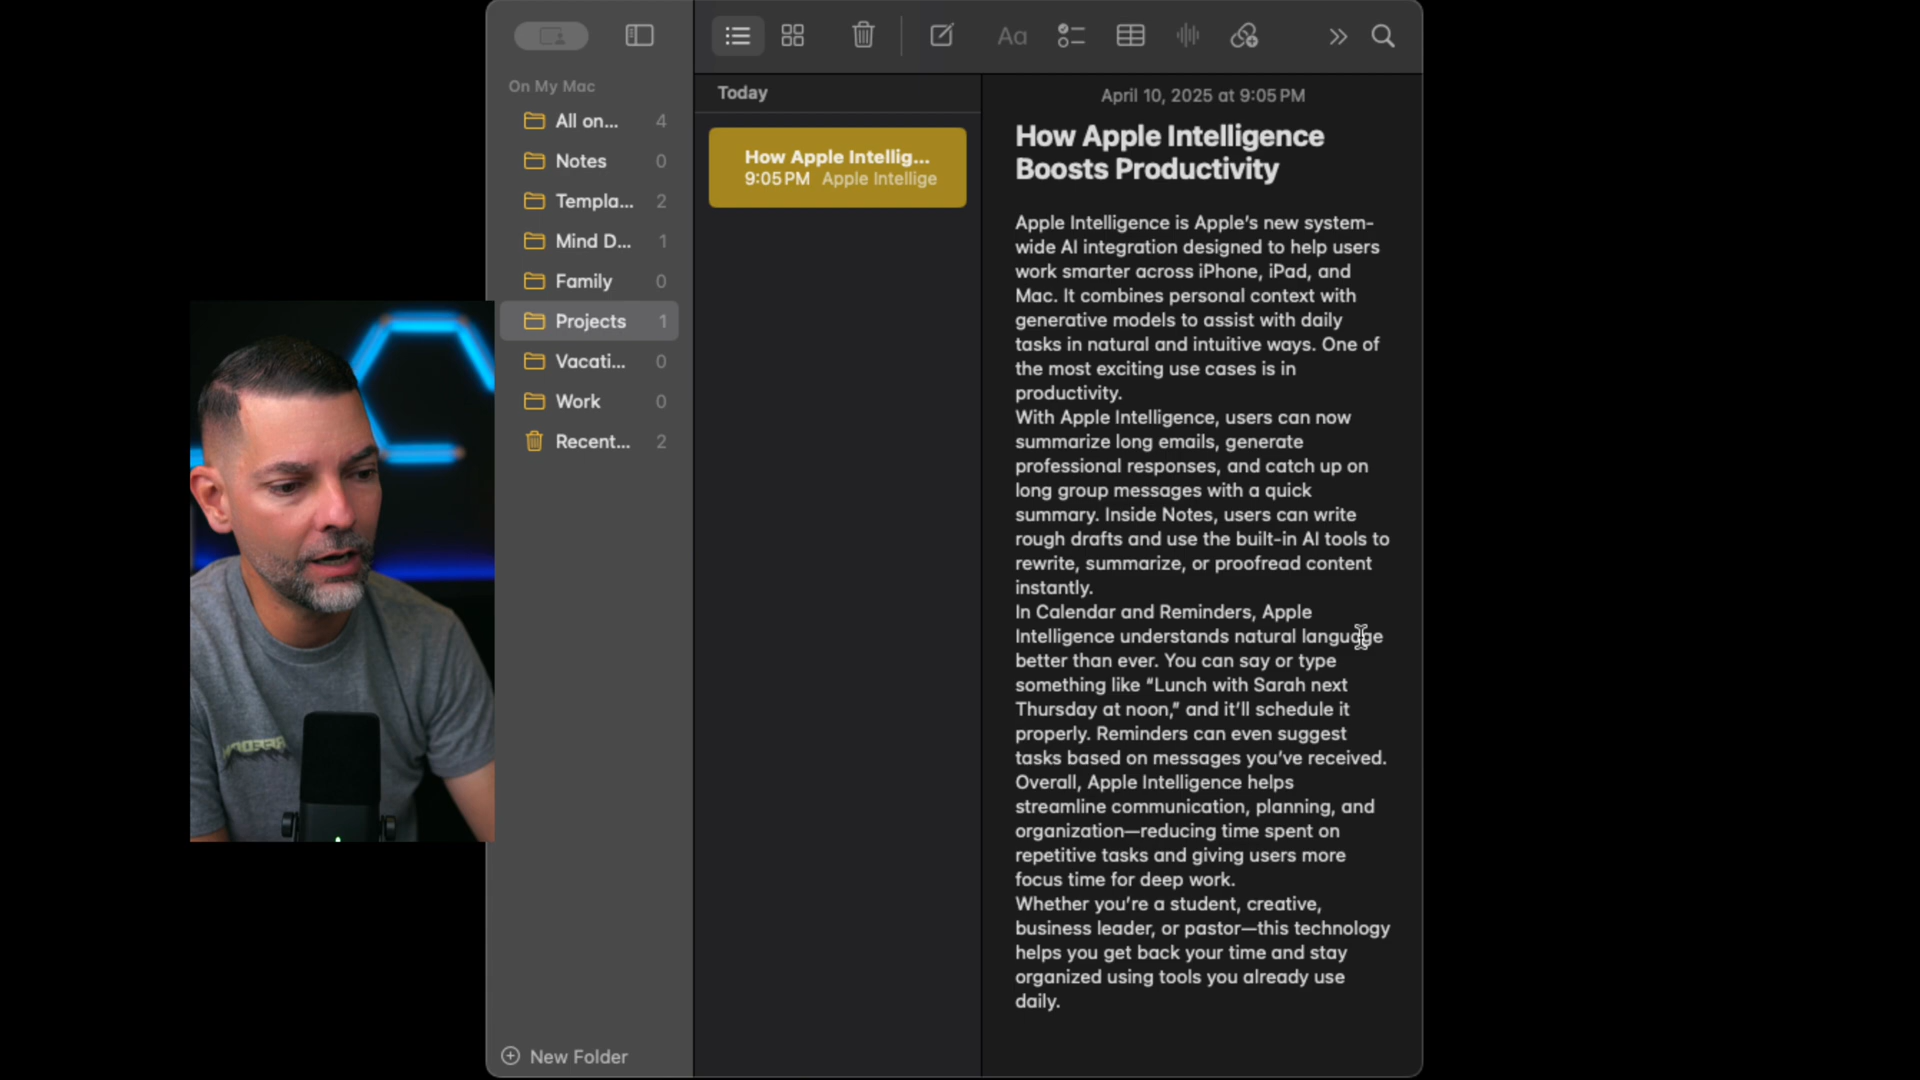 On My Mac
All on... 4
Notes 0
Templa... 2
Mind D... 1
Family 0
Projects 1
Vacati... 0
Work 0
Recent... 2
New Folder
Aa
Today
How Apple Intellig...
9:05 PM Apple Intellige
April 10, 2025 at 9:05 PM
How Apple Intelligence
Boosts Productivity
Apple Intelligence is Apple’s new system-
wide AI integration designed to help users
work smarter across iPhone, iPad, and
Mac. It combines personal context with
generative models to assist with daily
tasks in natural and intuitive ways. One of
the most exciting use cases is in
productivity.
With Apple Intelligence, users can now
summarize long emails, generate
professional responses, and catch up on
long group messages with a quick
summary. Inside Notes, users can write
rough drafts and use the built-in AI tools to
rewrite, summarize, or proofread content
instantly.
In Calendar and Reminders, Apple
Intelligence understands natural language
better than ever. You can say or type
something like “Lunch with Sarah next
Thursday at noon,” and it’ll schedule it
properly. Reminders can even suggest
tasks based on messages you’ve received.
Overall, Apple Intelligence helps
streamline communication, planning, and
organization—reducing time spent on
repetitive tasks and giving users more
focus time for deep work.
Whether you’re a student, creative,
business leader, or pastor—this technology
helps you get back your time and stay
organized using tools you already use
daily.